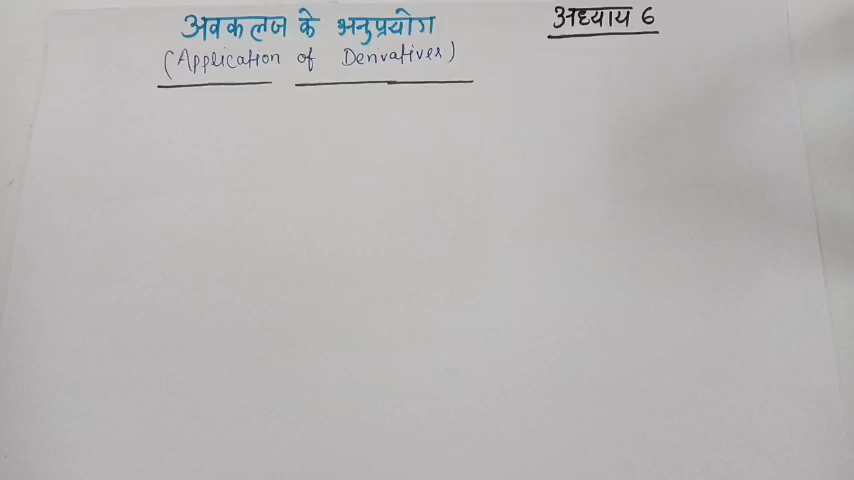 अवकलज के अनुप्रयोग
अध्याय 6
(Application of Derivatives)